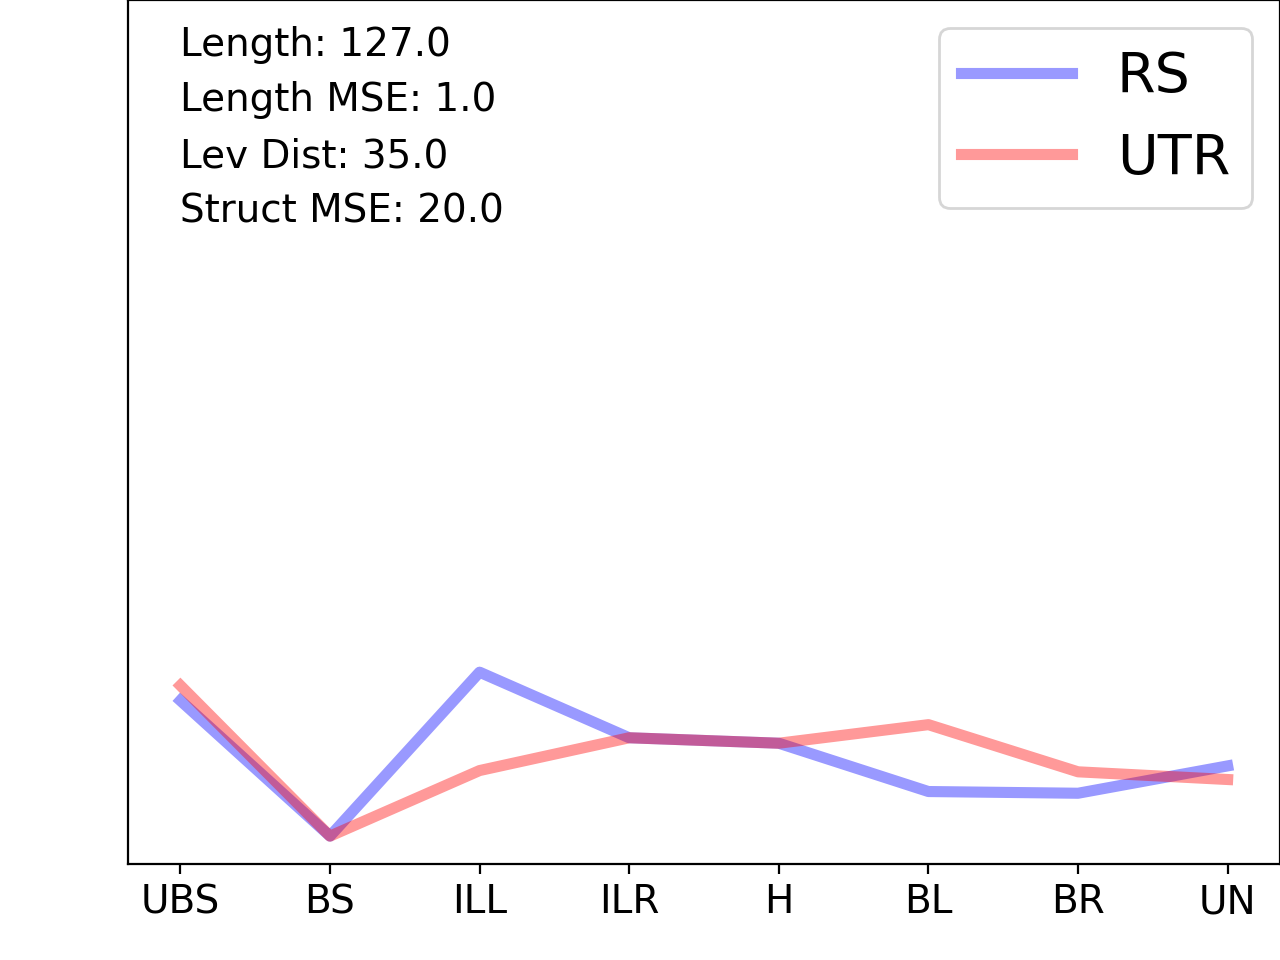 Length: 127.0
Length MSE: 1.0
Lev Dist: 35.0
Struct MSE: 20.0
RS
UTR
UBS BS ILL ILR H BL BR UN